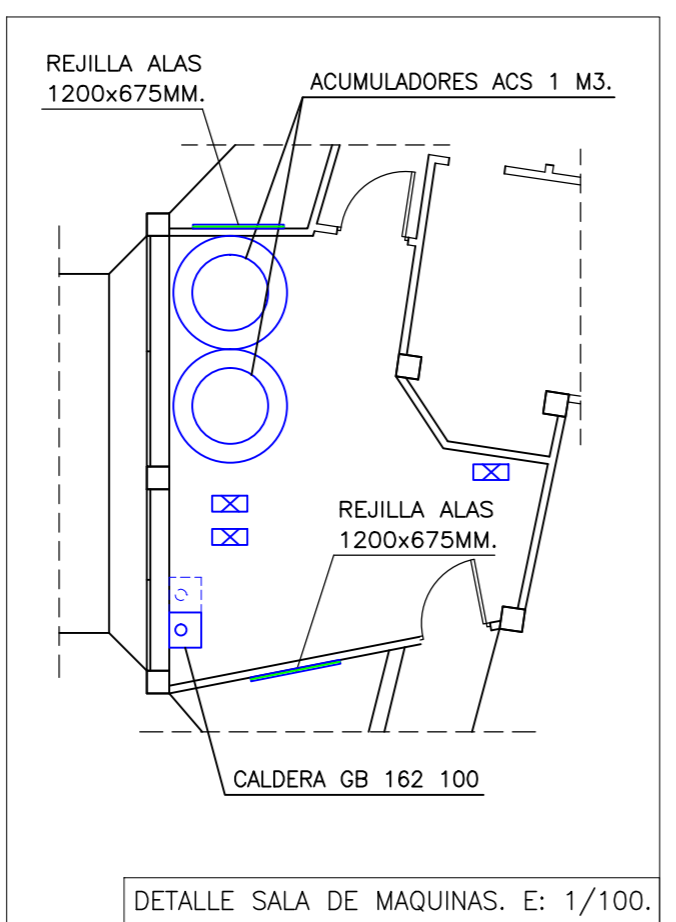 REJILLA ALAS
1200x675MM.
ACUMULADORES ACS 1 M3.
REJILLA ALAS
1200x675MM.
CALDERA GB 162 100
DETALLE SALA DE MAQUINAS. E: 1/100.